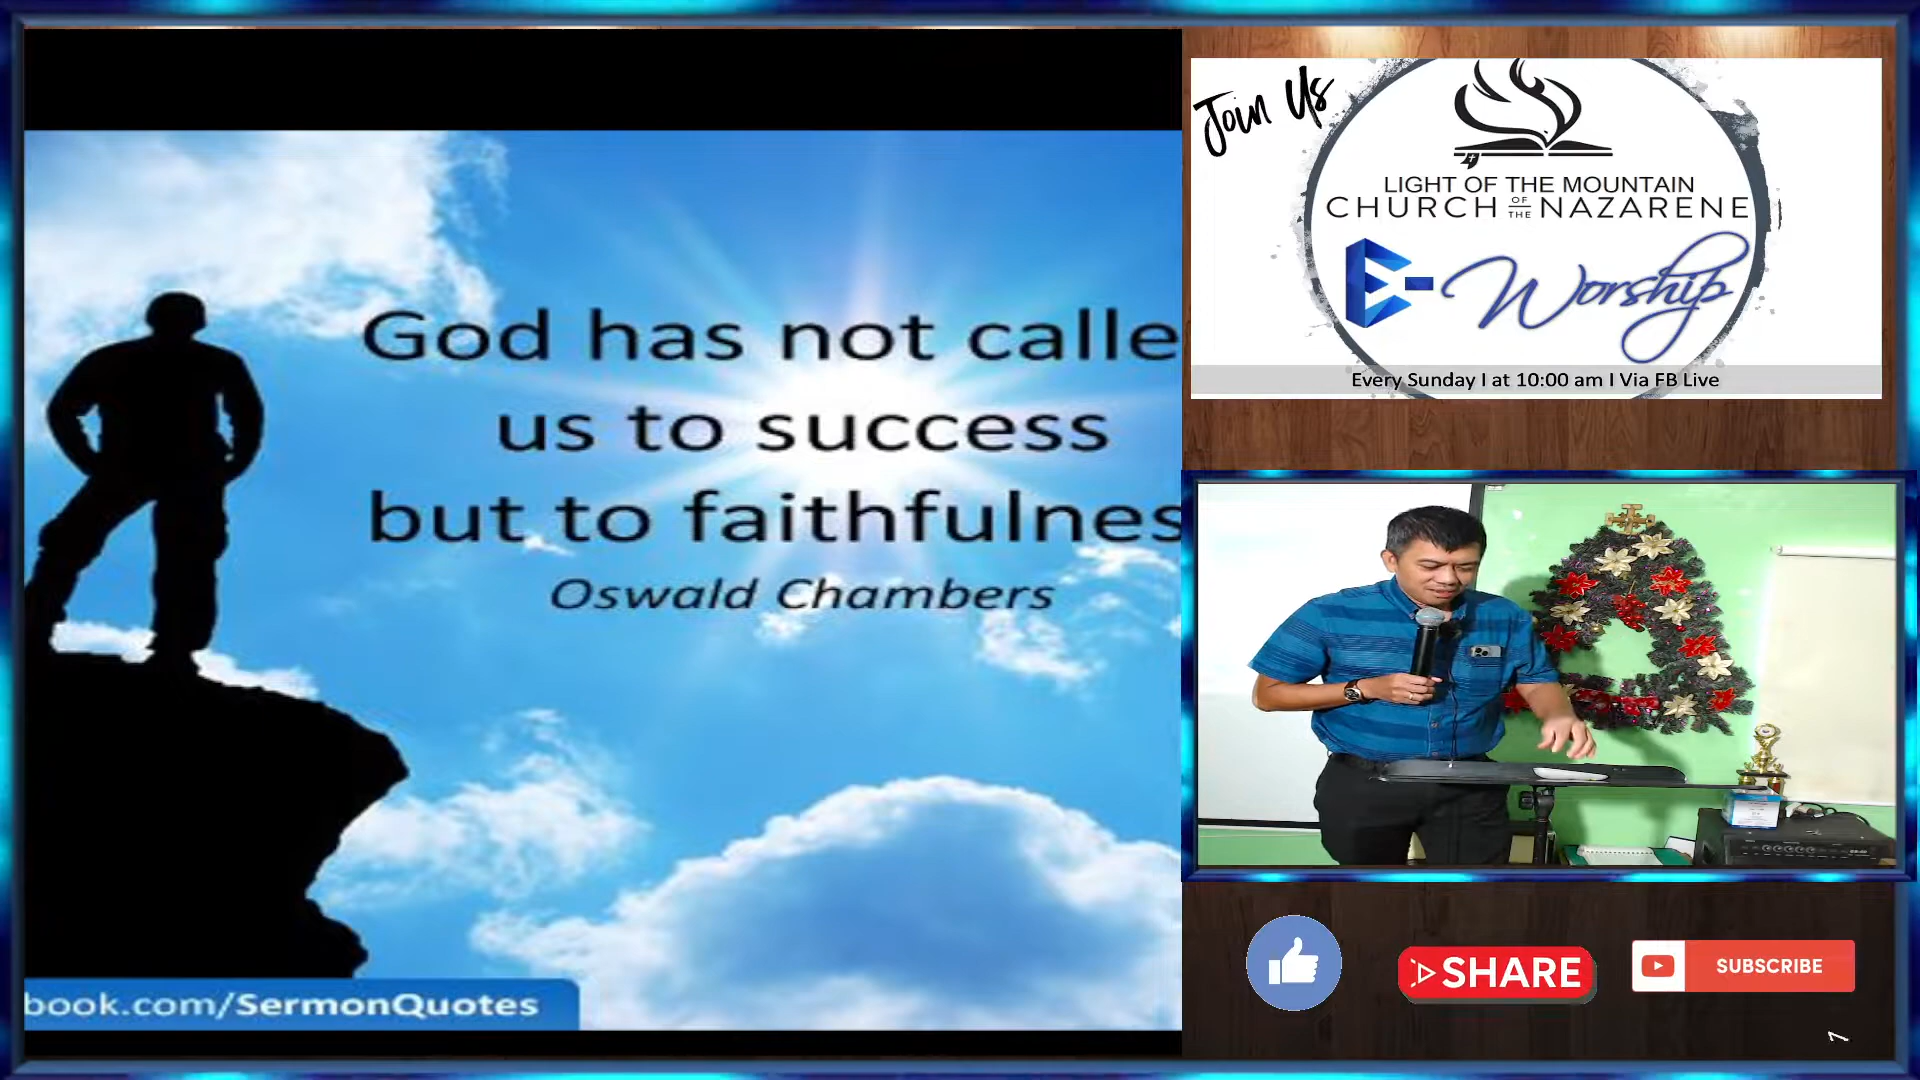 God has not calle
us to success
but to faithfulnes
Oswald Chambers
book.com/SermonQuotes
Join Us
LIGHT OF THE MOUNTAIN
CHURCH OF THE NAZARENE
E-Worship
Every Sunday I at 10:00 am I Via FB Live
SHARE
SUBSCRIBE